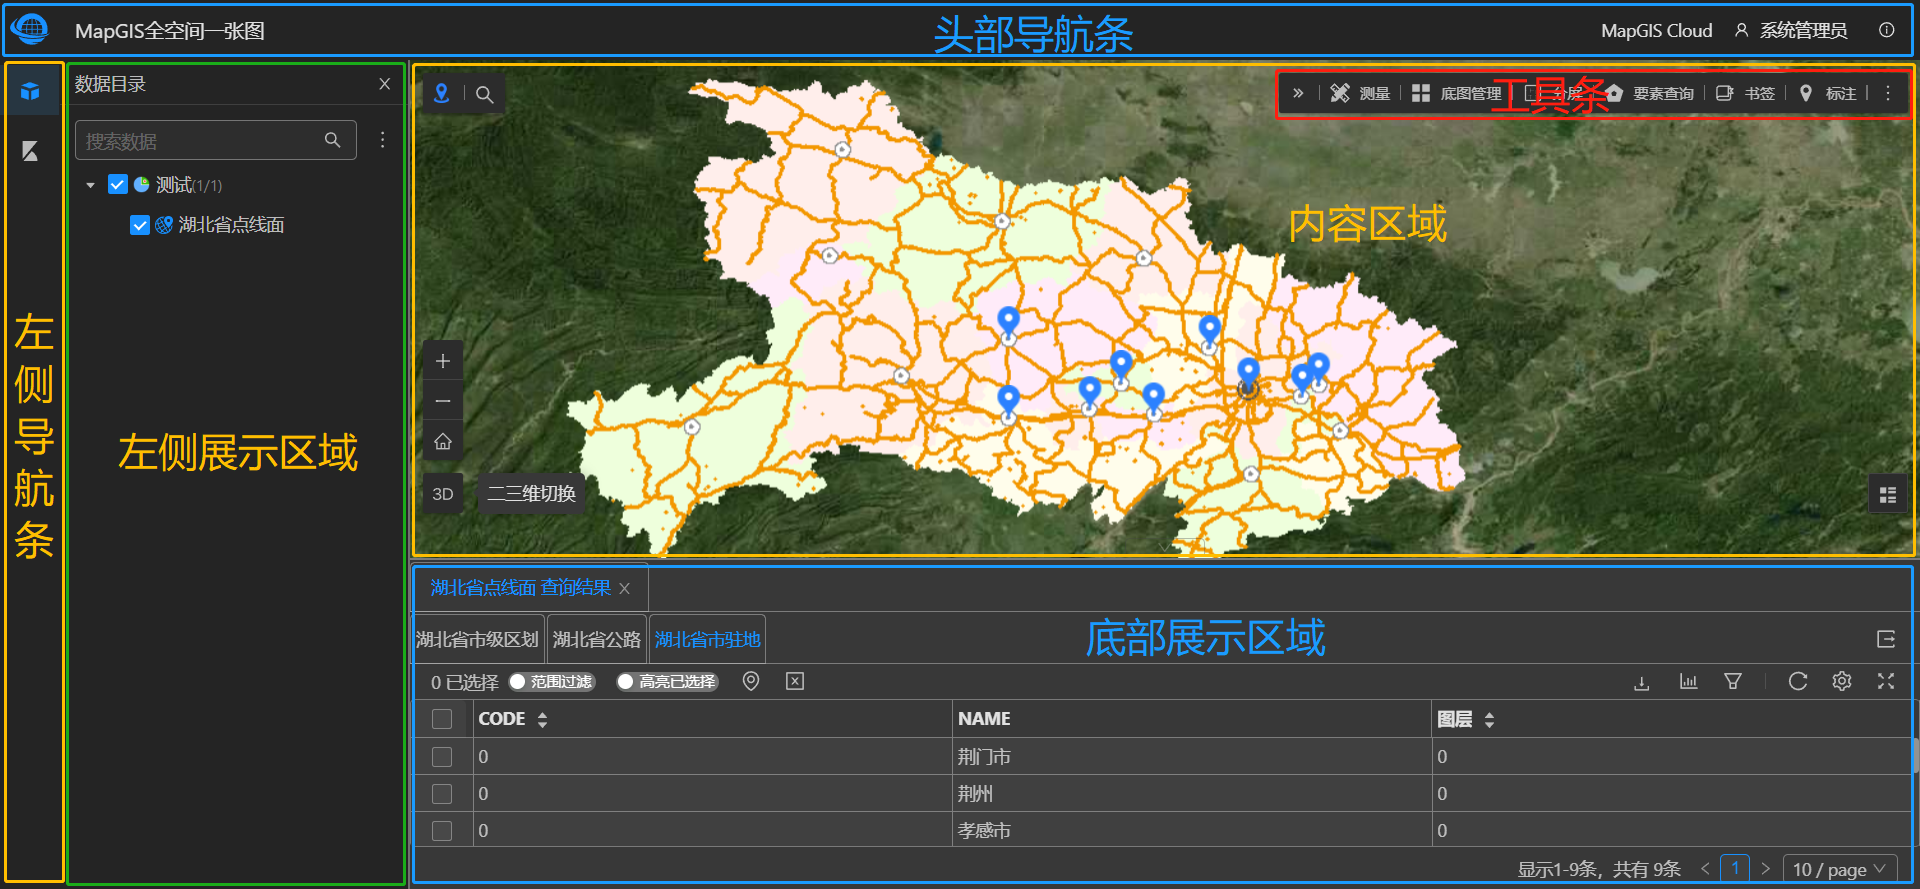 MapGIS全空间一张图
头部导航条
MapGIS Cloud
系统管理员
数据目录
搜索数据
测试(1/1)
湖北省点线面
左侧导航条
左侧展示区域
测量
底图管理
分屏
工具条
要素查询
书签
标注
内容区域
3D
二三维切换
湖北省点线面 查询结果
湖北省市级区划
湖北省公路
湖北省市驻地
底部展示区域
0 已选择
范围过滤
高亮已选择
CODE
NAME
图层
0
荆门市
0
0
荆州
0
0
孝感市
0
显示1-9条，共有 9条
1
10 / page